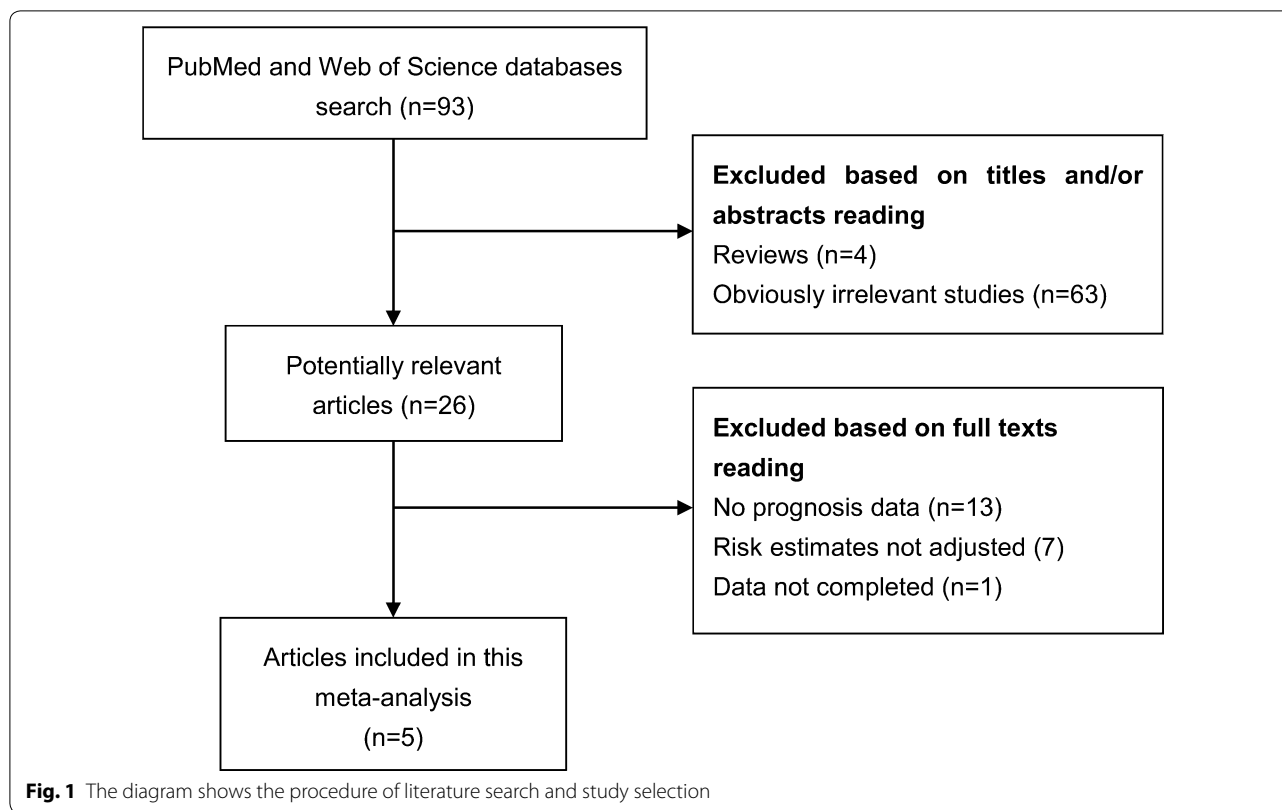 PubMed and Web of Science databases
search (n=93)
Excluded based on titles and/or
abstracts reading
Reviews (n=4)
Obviously irrelevant studies (n=63)
Potentially relevant
articles (n=26)
Excluded based on full texts
reading
No prognosis data (n=13)
Risk estimates not adjusted (7)
Data not completed (n=1)
Articles included in this
meta-analysis
(n=5)
Fig. 1 The diagram shows the procedure of literature search and study selection